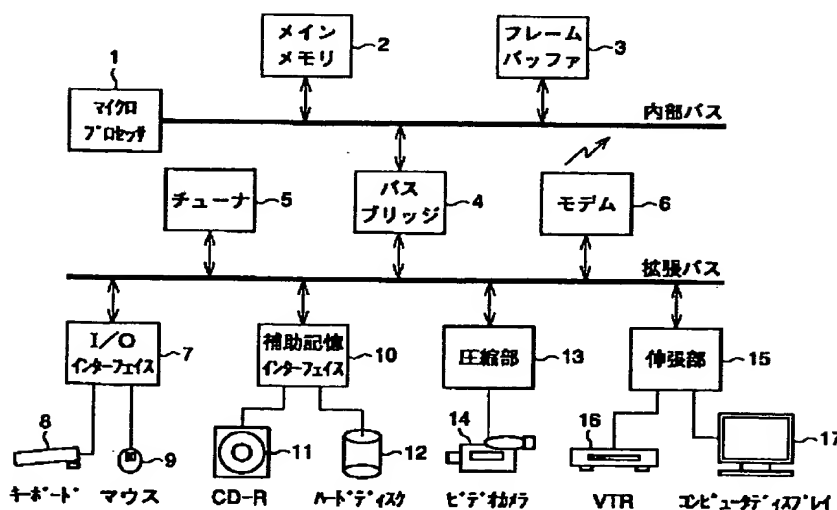 メイン
メモリ
2
フレーム
バッファ
3
1
マイクロ
プロセッサ
内部バス
チューナ
5
バス
ブリッジ
4
モデム
6
拡張バス
I/O
インターフェイス
7
補助記憶
インターフェイス
10
圧縮部
13
伸張部
15
8
9
11
12
14
16
17
キーボード
マウス
CD-R
ハードディスク
ビデオカメラ
VTR
コンピュータディスプレイ